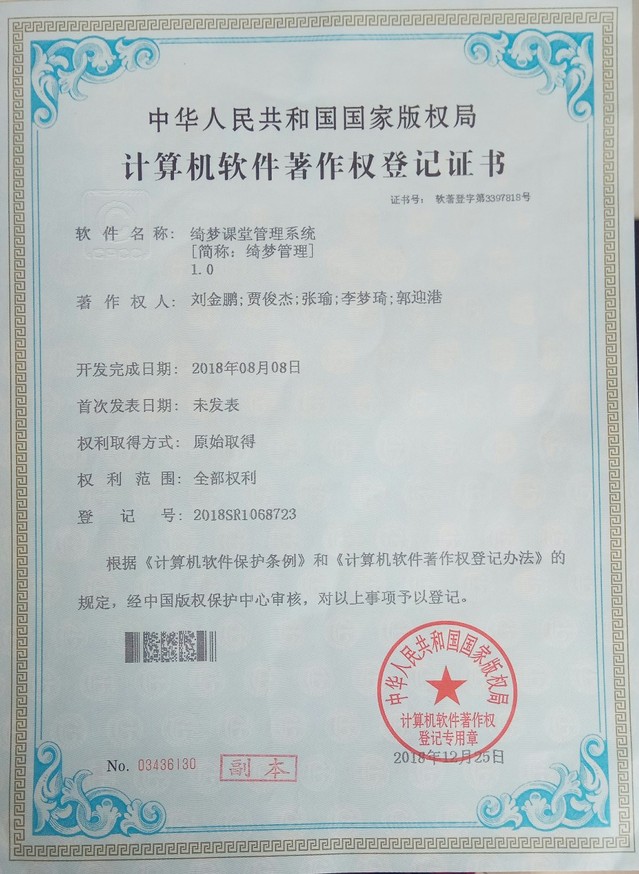 中华人民共和国国家版权局
计算机软件著作权登记证书
证书号： 软著登字第3397818号
软件名称： 绮梦课堂管理系统
[简称：绮梦管理]
1.0
著作权人： 刘金鹏;贾俊杰;张瑜;李梦琦;郭迎港
开发完成日期： 2018年08月08日
首次发表日期： 未发表
权利取得方式： 原始取得
权利范围： 全部权利
登记号： 2018SR1068723
根据《计算机软件保护条例》和《计算机软件著作权登记办法》的
规定，经中国版权保护中心审核，对以上事项予以登记。
中华人民共和国国家版权局
计算机软件著作权
登记专用章
2018年12月25日
No. 03436130
副本